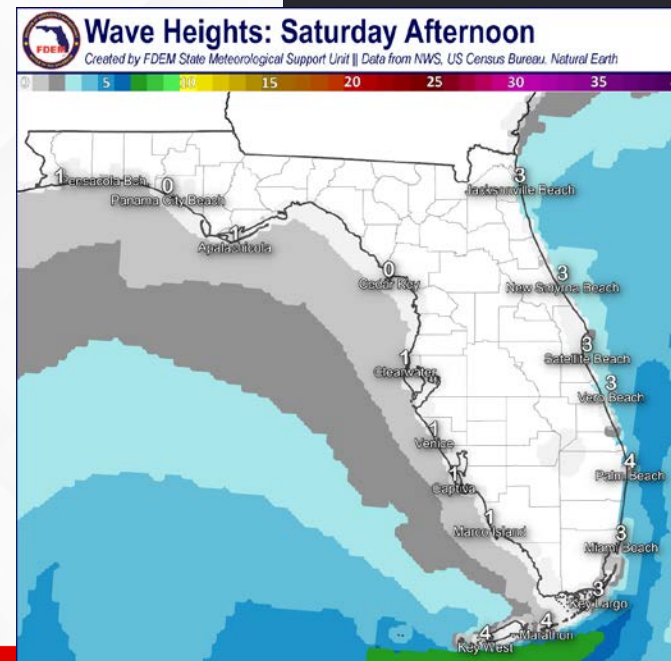 FDEM
Wave Heights: Saturday Afternoon
Created by FDEM State Meteorological Support Unit || Data from NWS, US Census Bureau. Natural Earth
0 5 10 15 20 25 30 35
1 Pensacola Bch
0
Panama City Beach
1
Apalachicola
0
Cedar Key
1
Clearwater
1
Venice
1
Captiva
1
Marco Island
3
Jacksonville Beach
3
New Smyrna Beach
3
Satellite Beach
3
Vero Beach
4
Palm Beach
3
Miami Beach
3
Key Largo
4
Marathon
4
Key West